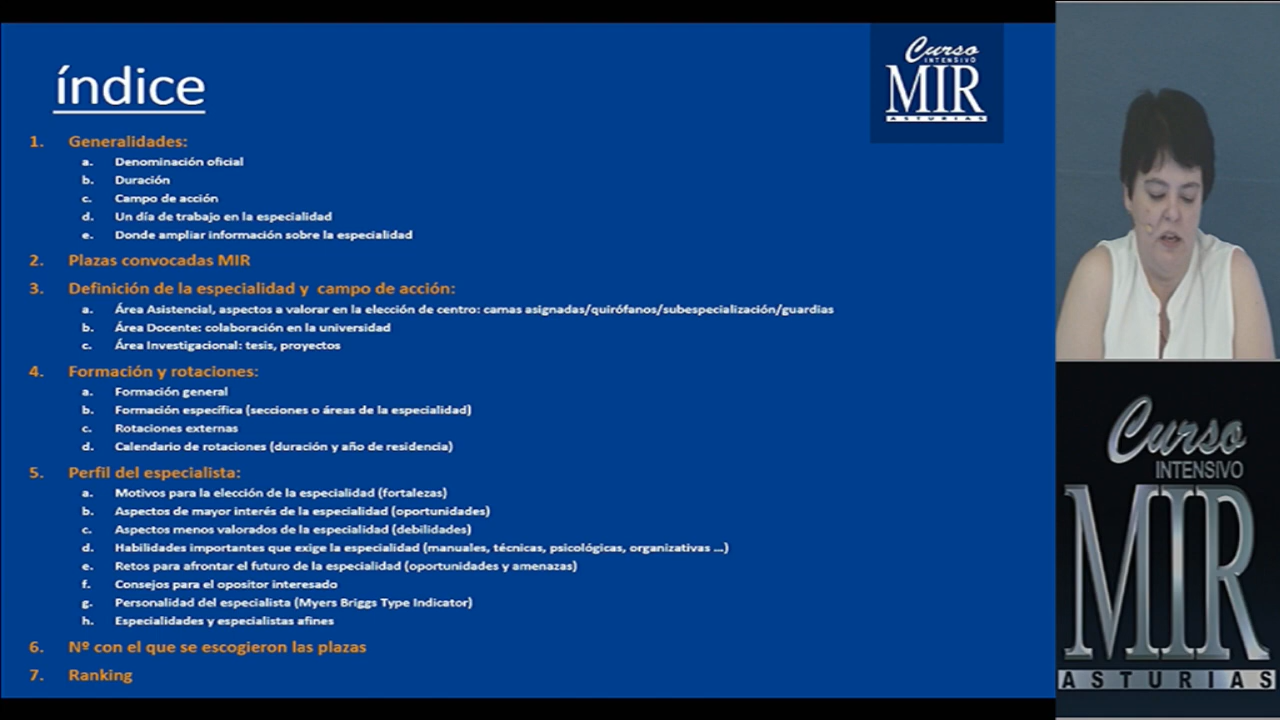 índice
Curso
INTENSIVO
MIR
ASTURIAS
1. Generalidades:
a. Denominación oficial
b. Duración
c. Campo de acción
d. Un día de trabajo en la especialidad
e. Donde ampliar información sobre la especialidad
2. Plazas convocadas MIR
3. Definición de la especialidad y campo de acción:
a. Área Asistencial, aspectos a valorar en la elección de centro: camas asignadas/quirófanos/subespecialización/guardias
b. Área Docente: colaboración en la universidad
c. Área Investigacional: tesis, proyectos
4. Formación y rotaciones:
a. Formación general
b. Formación específica (secciones o áreas de la especialidad)
c. Rotaciones externas
d. Calendario de rotaciones (duración y año de residencia)
5. Perfil del especialista:
a. Motivos para la elección de la especialidad (fortalezas)
b. Aspectos de mayor interés de la especialidad (oportunidades)
c. Aspectos menos valorados de la especialidad (debilidades)
d. Habilidades importantes que exige la especialidad (manuales, técnicas, psicológicas, organizativas ...)
e. Retos para afrontar el futuro de la especialidad (oportunidades y amenazas)
f. Consejos para el opositor interesado
g. Personalidad del especialista (Myers Briggs Type Indicator)
h. Especialidades y especialistas afines
6. Nº con el que se escogieron las plazas
7. Ranking
Curso
INTENSIVO
MIR
ASTURIAS